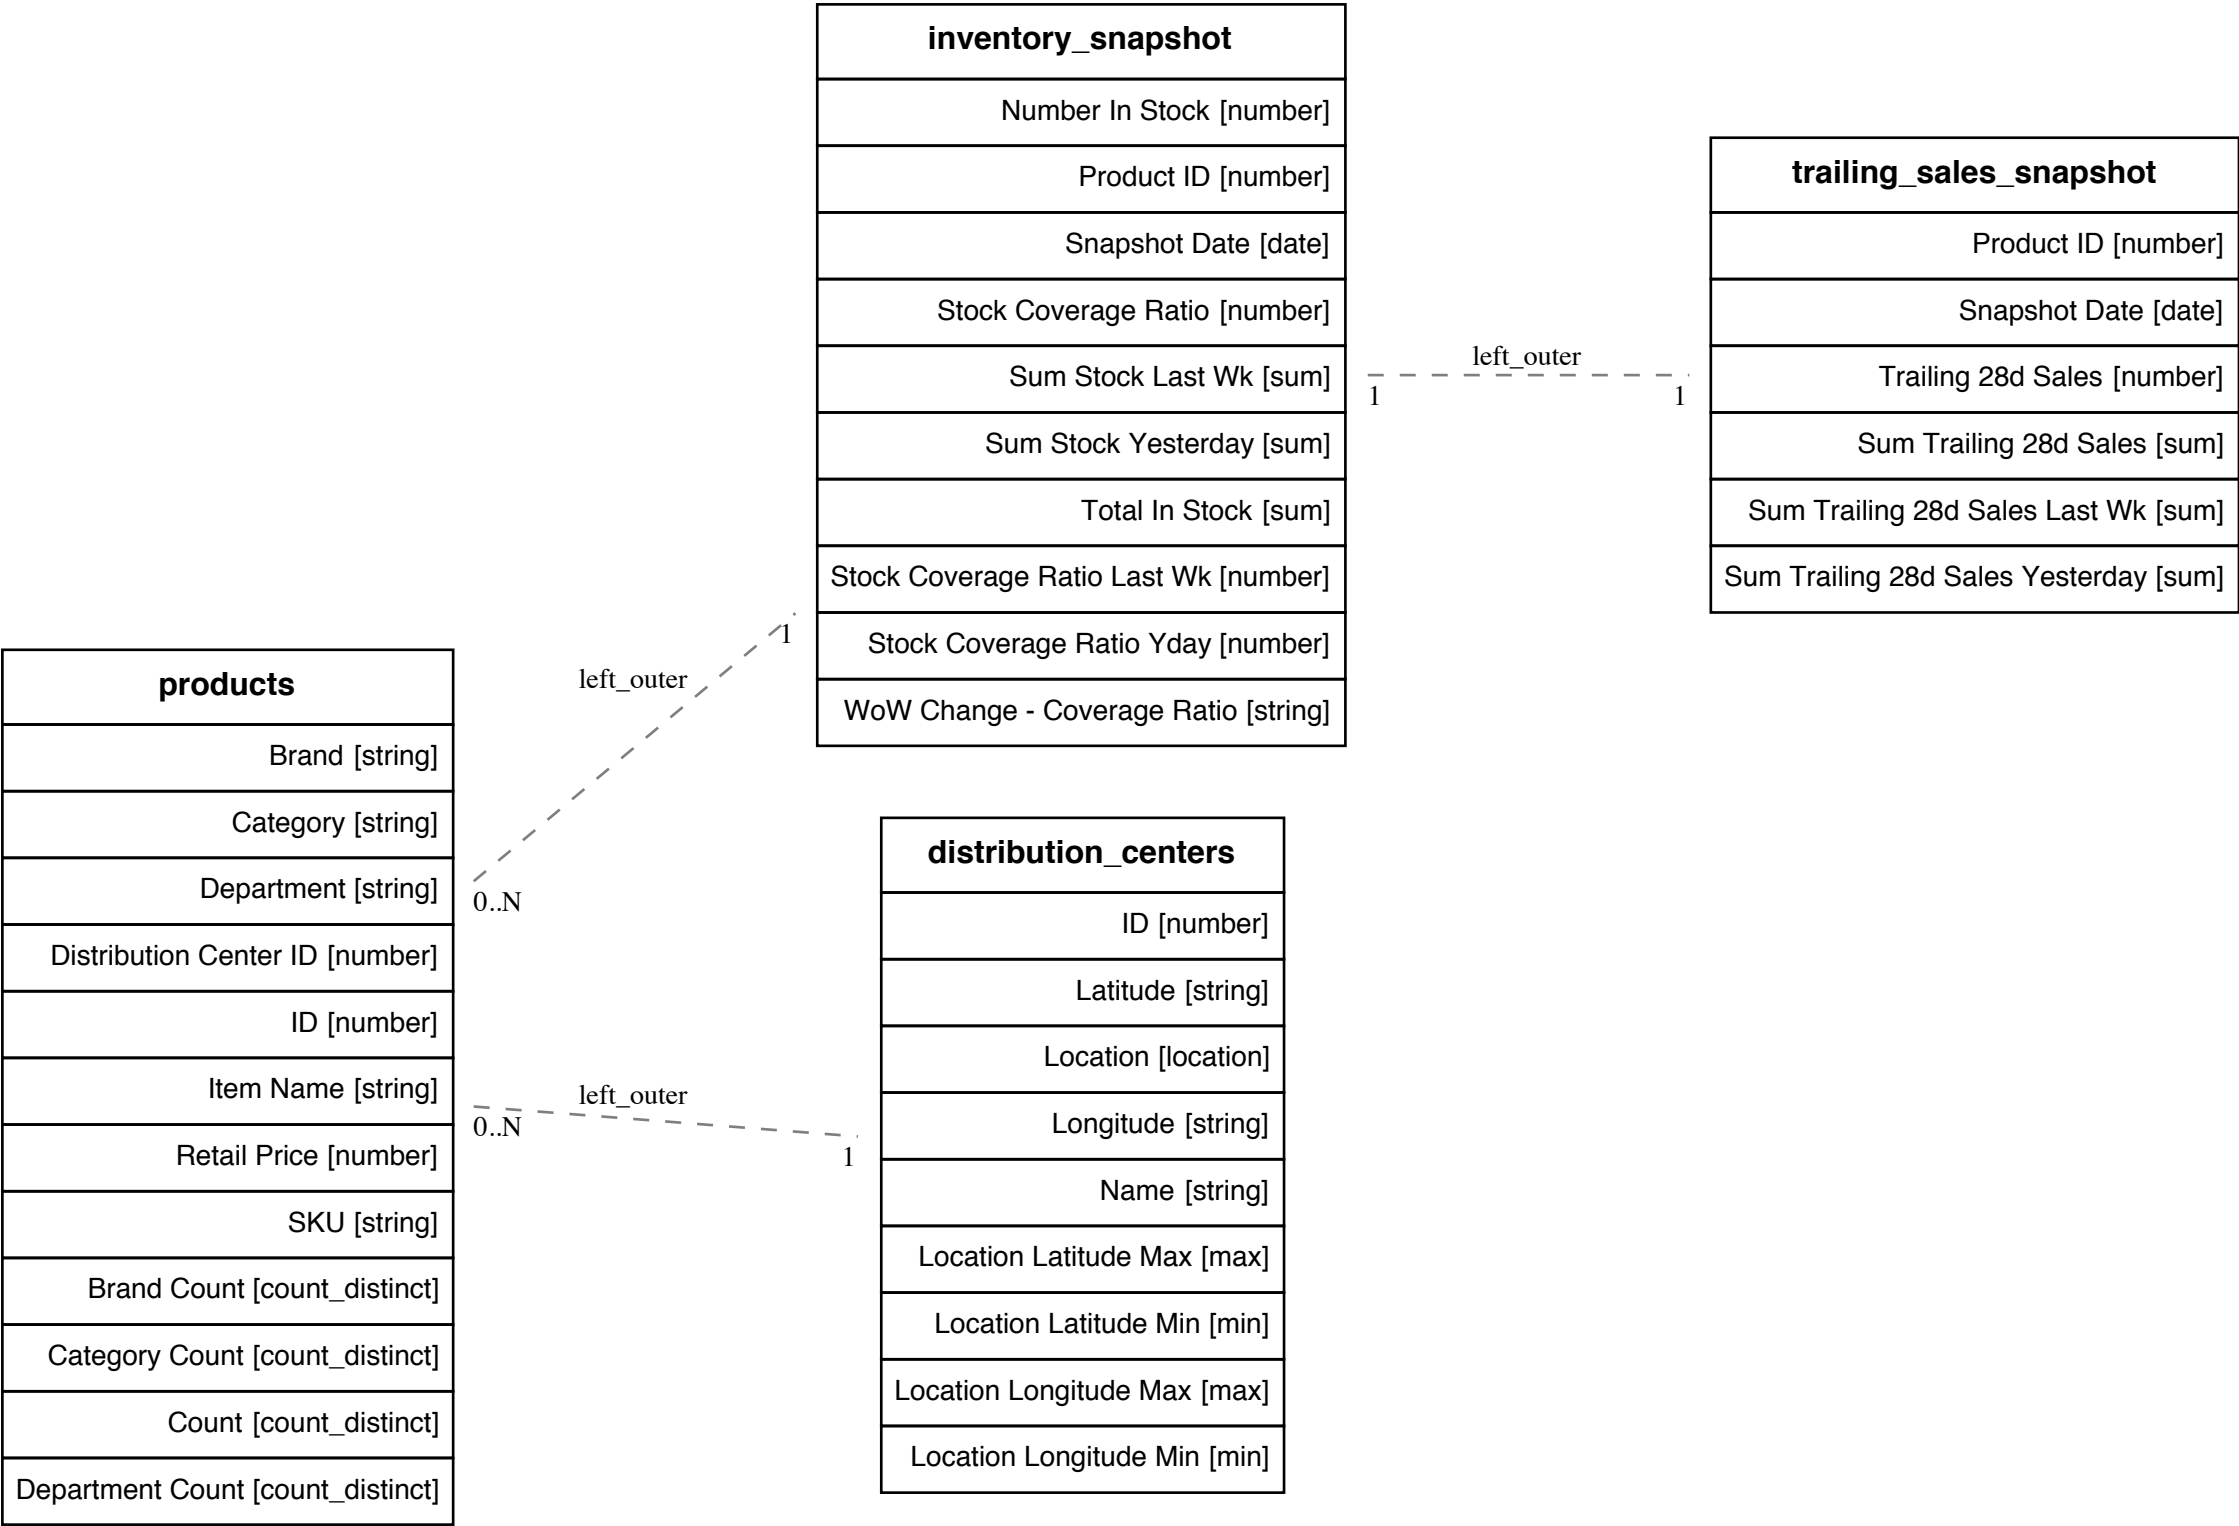 inventory_snapshot
Number In Stock [number]
Product ID [number]
Snapshot Date [date]
Stock Coverage Ratio [number]
Sum Stock Last Wk [sum]
Sum Stock Yesterday [sum]
Total In Stock [sum]
Stock Coverage Ratio Last Wk [number]
Stock Coverage Ratio Yday [number]
WoW Change - Coverage Ratio [string]
left_outer
1
1
trailing_sales_snapshot
Product ID [number]
Snapshot Date [date]
Trailing 28d Sales [number]
Sum Trailing 28d Sales [sum]
Sum Trailing 28d Sales Last Wk [sum]
Sum Trailing 28d Sales Yesterday [sum]
products
Brand [string]
Category [string]
Department [string]
Distribution Center ID [number]
ID [number]
Item Name [string]
Retail Price [number]
SKU [string]
Brand Count [count_distinct]
Category Count [count_distinct]
Count [count_distinct]
Department Count [count_distinct]
left_outer
1
0..N
left_outer
0..N
1
distribution_centers
ID [number]
Latitude [string]
Location [location]
Longitude [string]
Name [string]
Location Latitude Max [max]
Location Latitude Min [min]
Location Longitude Max [max]
Location Longitude Min [min]